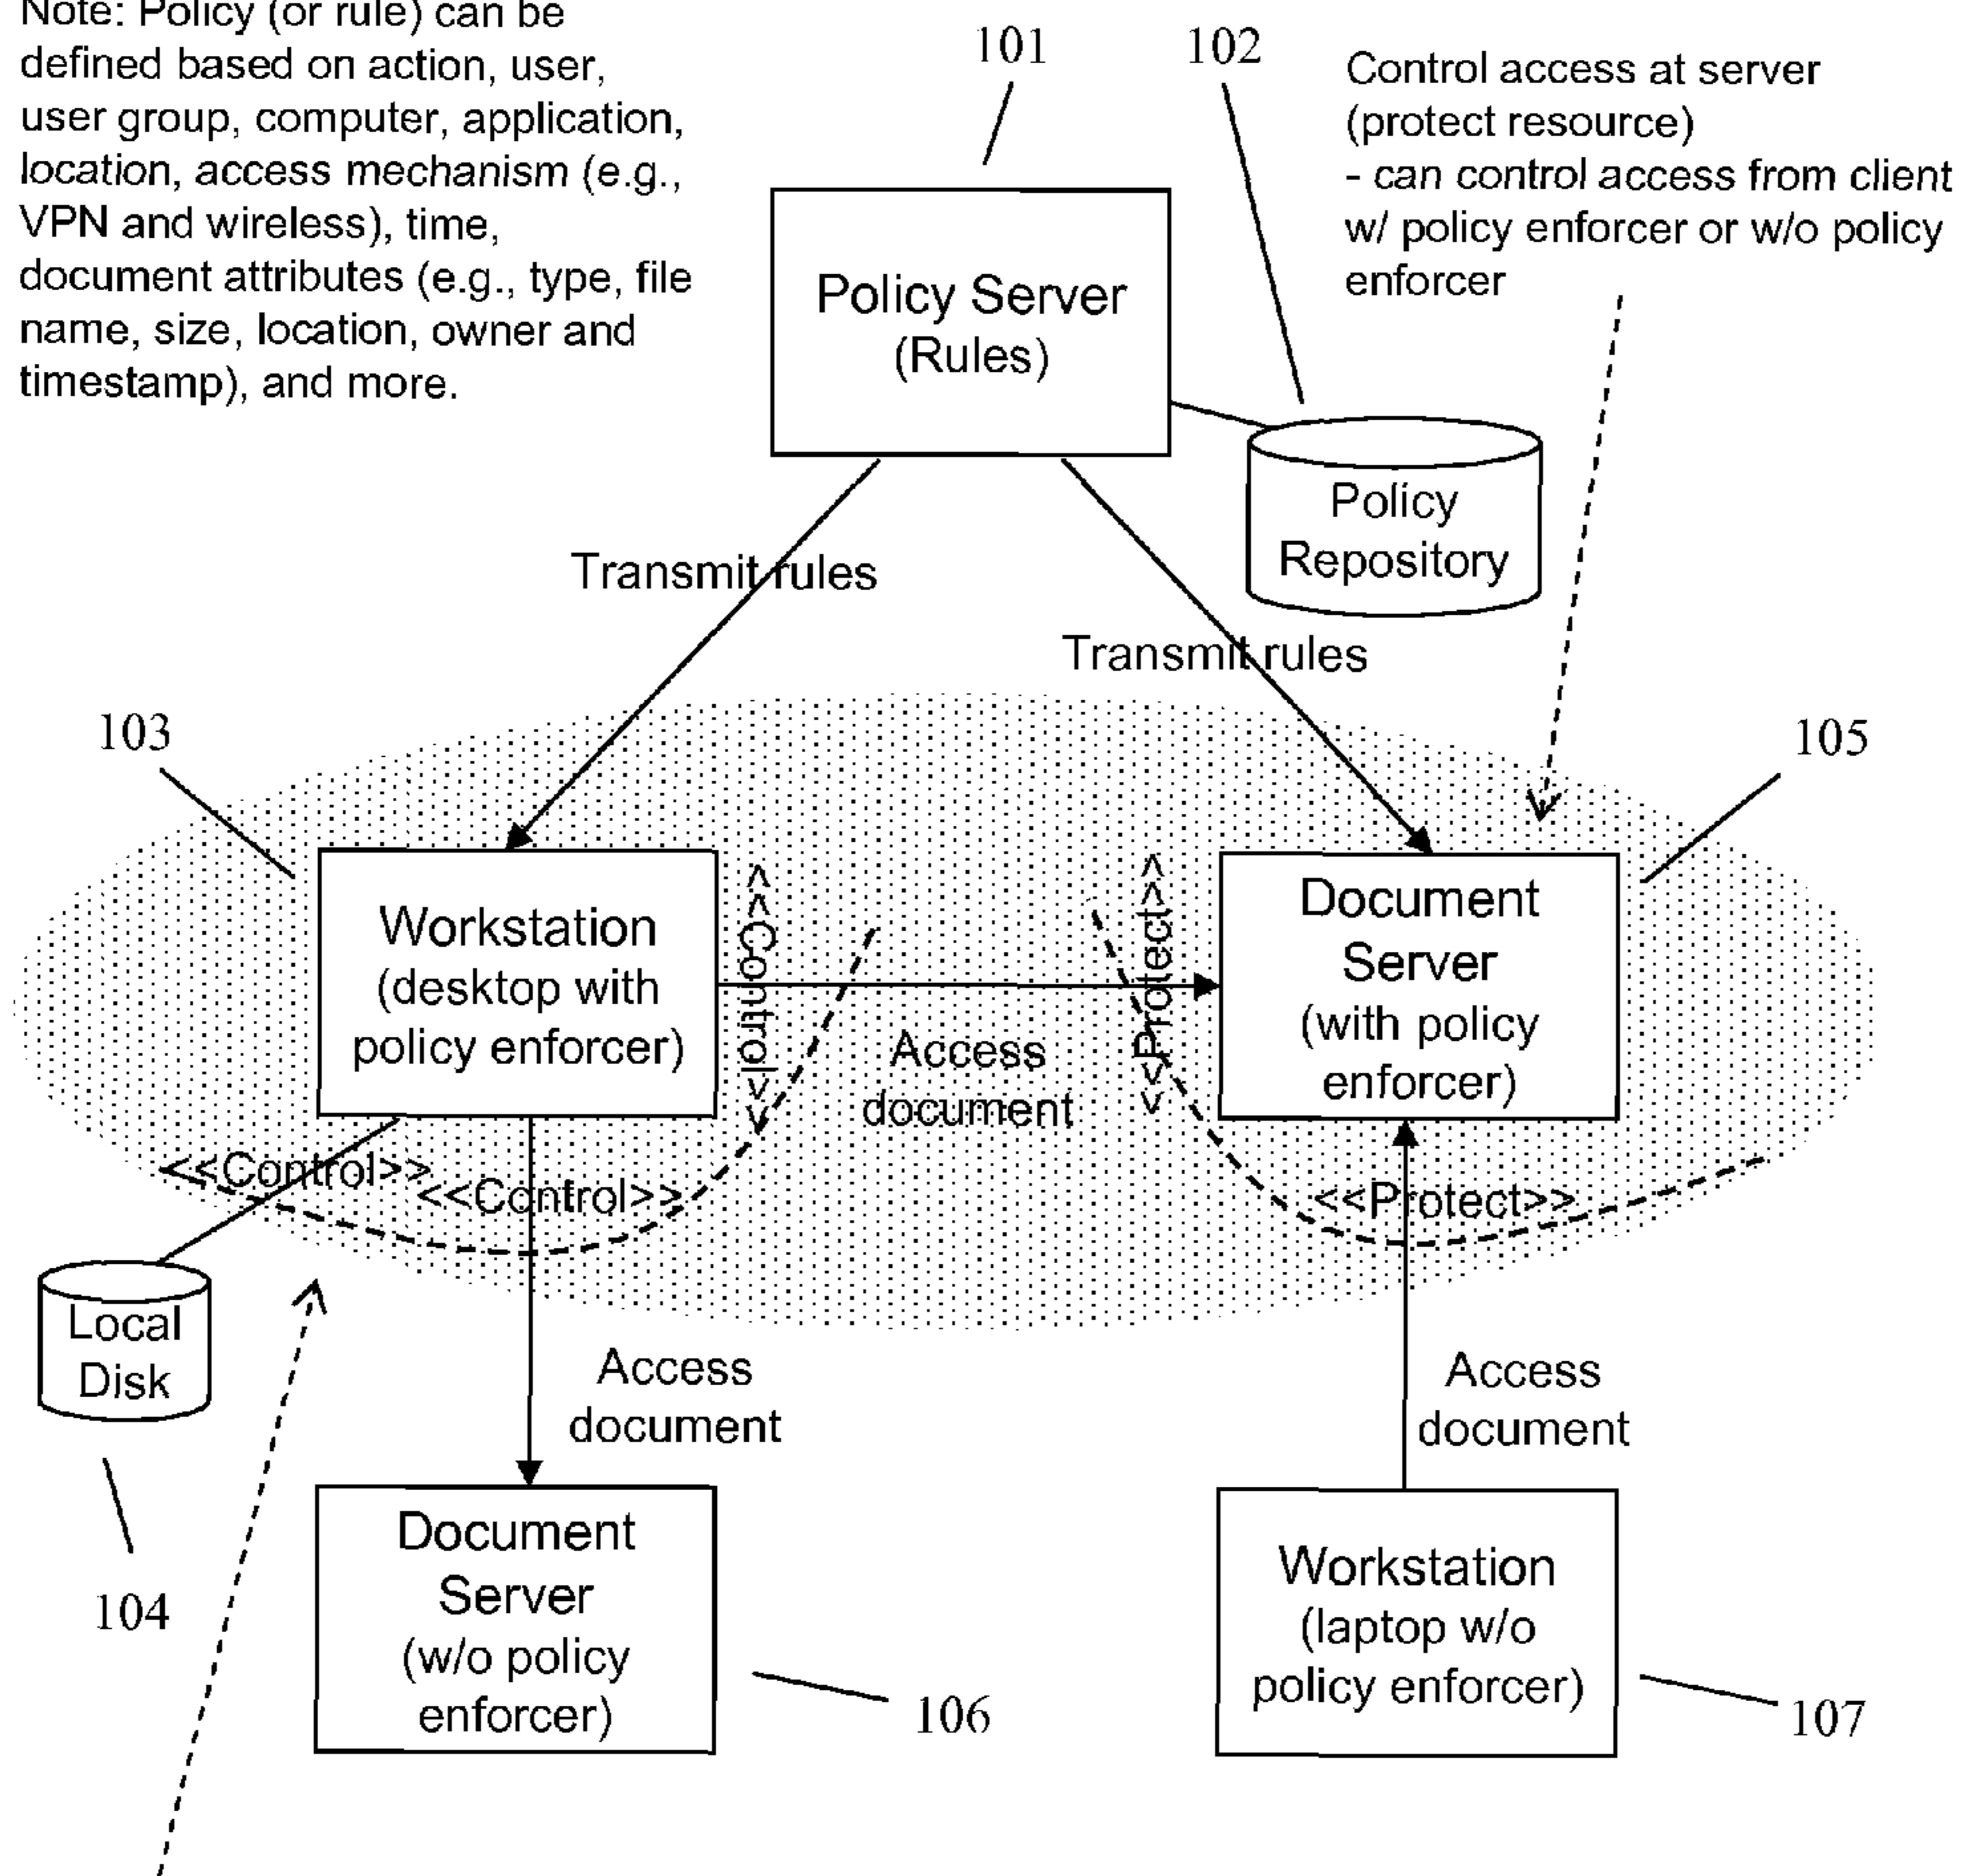 Note: Policy (or rule) can be
defined based on action, user,
user group, computer, application,
location, access mechanism (e.g.,
VPN and wireless), time,
document attributes (e.g., type, file
name, size, location, owner and
timestamp), and more.
101
102
Control access at server
(protect resource)
- can control access from client
w/ policy enforcer or w/o policy
enforcer
Policy Server
(Rules)
Policy
Repository
Transmit rules
Transmit rules
103
105
Workstation
(desktop with
policy enforcer)
<<Control>>
<<Protect>>
Document
Server
(with policy
enforcer)
Access
document
<<Control>>
<<Control>>
<<Protect>>
Local
Disk
Access
document
Access
document
104
Document
Server
(w/o policy
enforcer)
106
Workstation
(laptop w/o
policy enforcer)
107